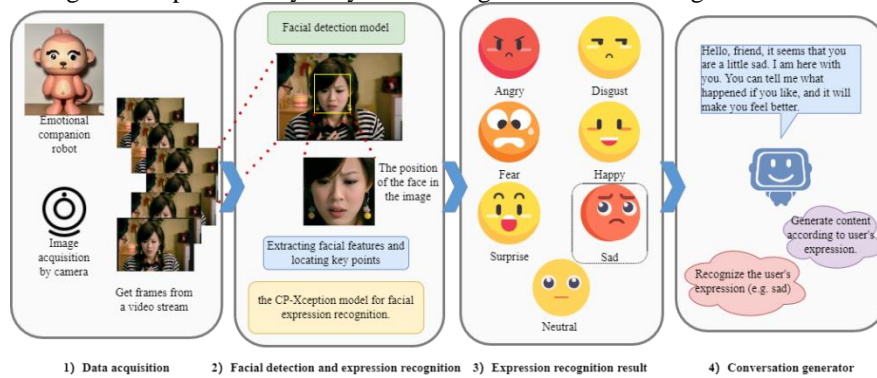 Emotional
companion
robot
Image
acquisition
by camera
Get frames from
a video stream
1) Data acquisition
Facial detection model
The position of
the face in
the image
Extracting facial features and
locating key points
the CP-Xception model for facial
expression recognition.
2) Facial detection and expression recognition
Angry
Disgust
Fear
Happy
Surprise
Sad
Neutral
3) Expression recognition result
Hello, friend, it seems that you
are a little sad. I am here with
you. You can tell me what
happened if you like, and it will
make you feel better.
Generate content
according to user's
expression.
Recognize the user's
expression (e.g. sad)
4) Conversation generator